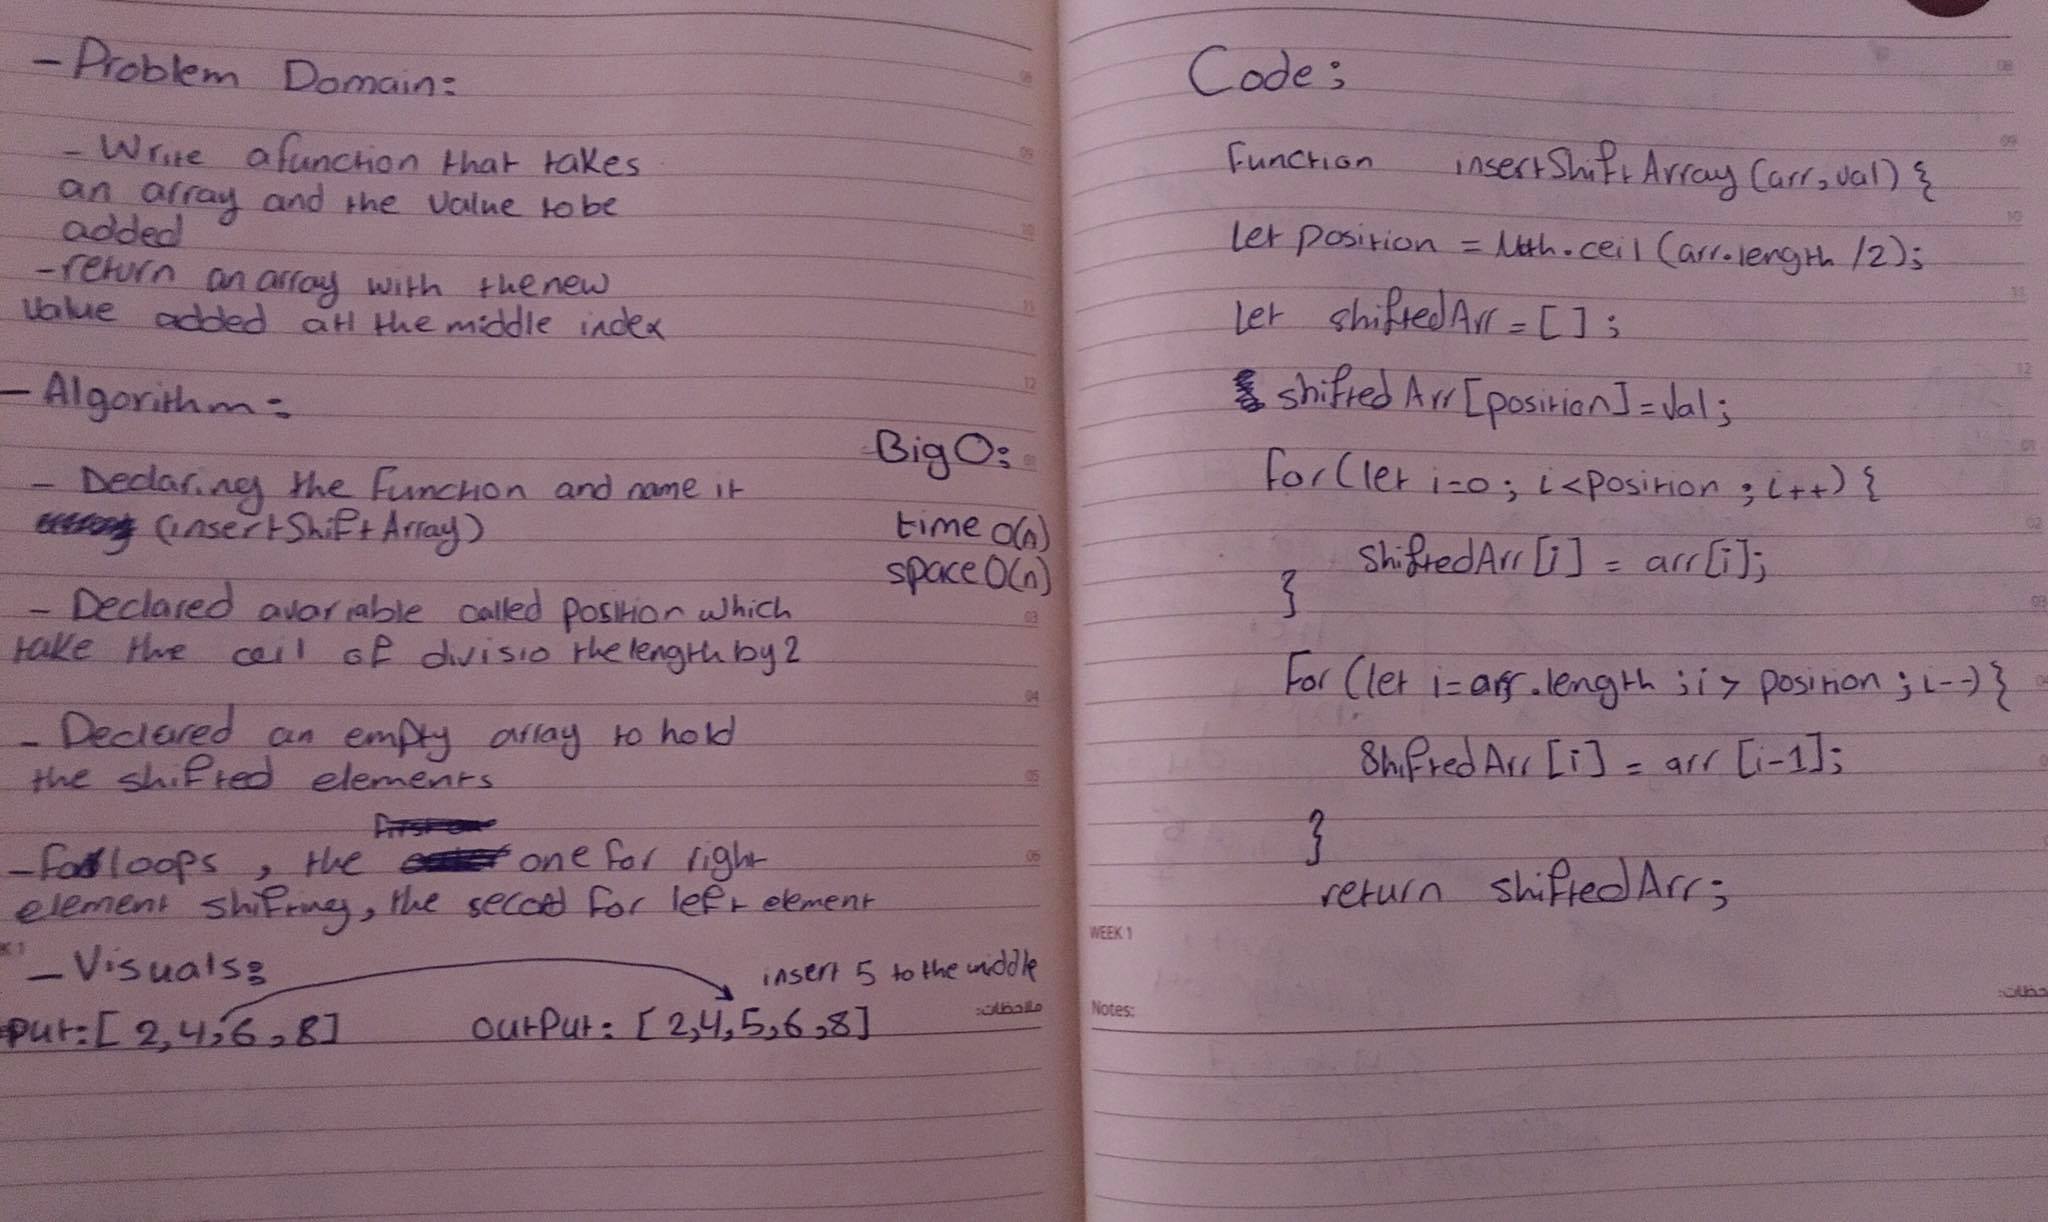 - Problem Domain:
- Write a function that takes
an array and the value to be
added
- return an array with the new
value added att the middle index
- Algorithm:
- Declaring the function and name it
(insertShiftArray)
- Declared a variable called position which
take the ceil of divisio the length by 2
- Declared an empty array to hold
the shifted elements
- For loops, the one for right
element shifting, the second for left element
Big O:
time O(n)
space O(n)
- Visuals:
insert 5 to the middle
put: [ 2,4,6,8] output: [2,4,5,6,8]
ملاحظات:
Code:
function insertShiftArray (arr, val) {
let position = Math.ceil (arr.length /2);
let shiftedArr = [ ];
shiftedArr [position] = val;
for (let i=0; i<position; i++) {
shiftedArr [i] = arr[i];
}
for (let i=arr.length; i> position; i--) {
shiftedArr [i] = arr [i-1];
}
return shiftedArr;
WEEK 1
Notes: